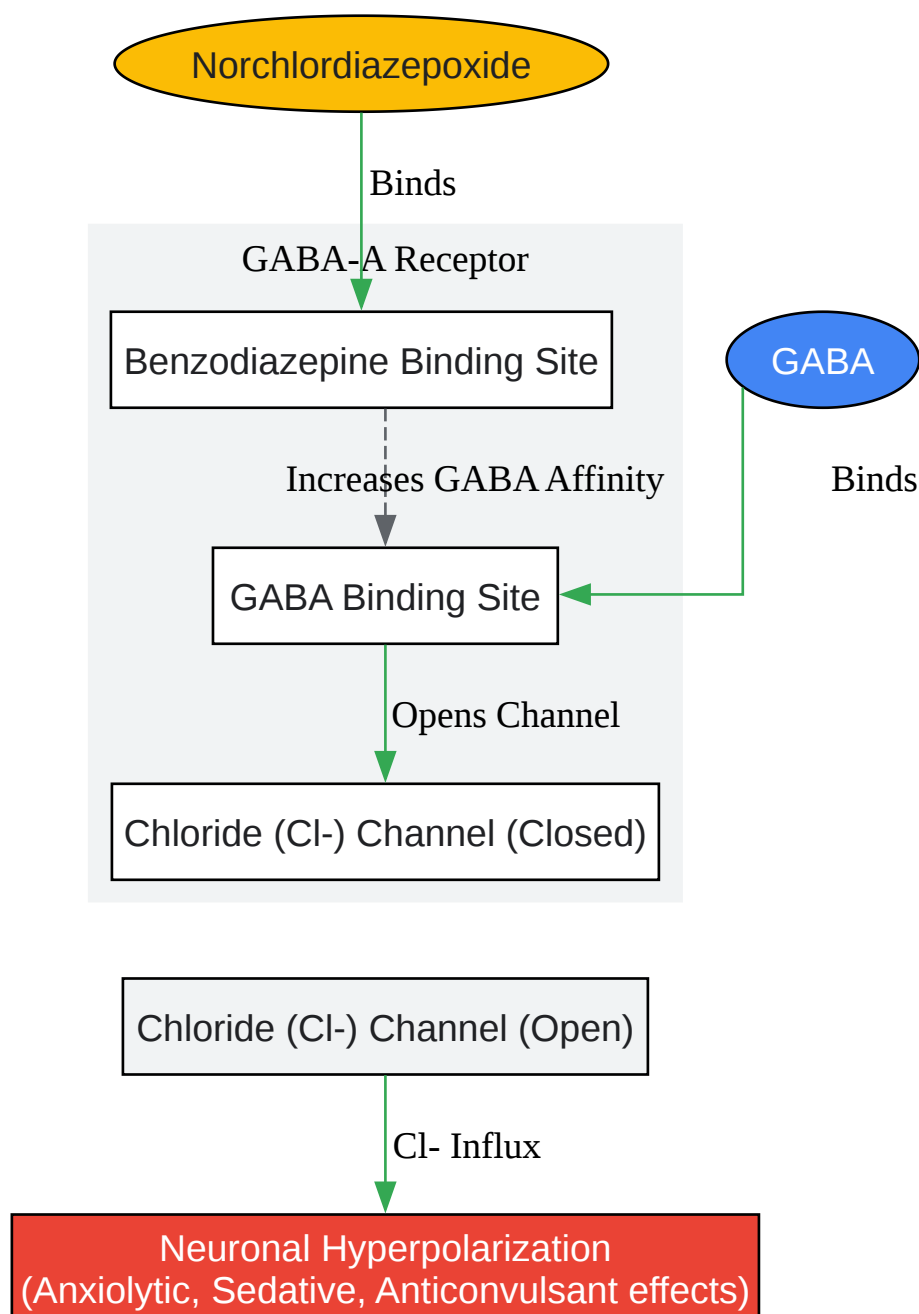 Norchlordiazepoxide
Binds
GABA-A Receptor
Benzodiazepine Binding Site
GABA
Increases GABA Affinity
Binds
GABA Binding Site
Opens Channel
Chloride (Cl-) Channel (Closed)
Chloride (Cl-) Channel (Open)
Cl- Influx
Neuronal Hyperpolarization
(Anxiolytic, Sedative, Anticonvulsant effects)